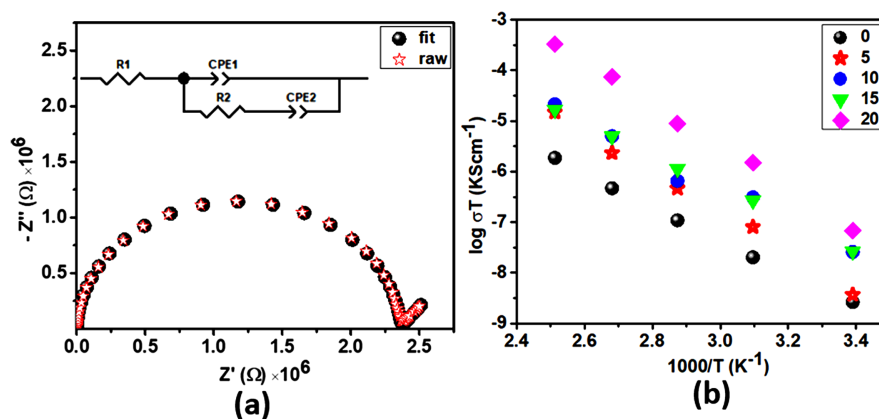 fit
raw
R1
CPE1
R2
CPE2
2.5
2.0
1.5
1.0
0.5
0.0
0.5
1.0
1.5
2.0
2.5
- Z'' (Ω) ×10⁶
Z' (Ω) ×10⁶
(a)
0
5
10
15
20
-3
-4
-5
-6
-7
-8
-9
2.4
2.6
2.8
3.0
3.2
3.4
log σT (KScm⁻¹)
1000/T (K⁻¹)
(b)